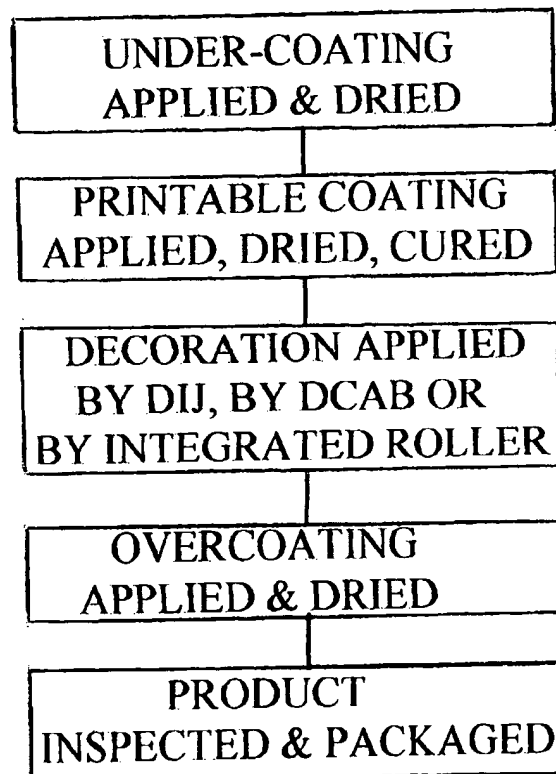 UNDER-COATING
APPLIED & DRIED
PRINTABLE COATING
APPLIED, DRIED, CURED
DECORATION APPLIED
BY DIJ, BY DCAB OR
BY INTEGRATED ROLLER
OVERCOATING
APPLIED & DRIED
PRODUCT
INSPECTED & PACKAGED